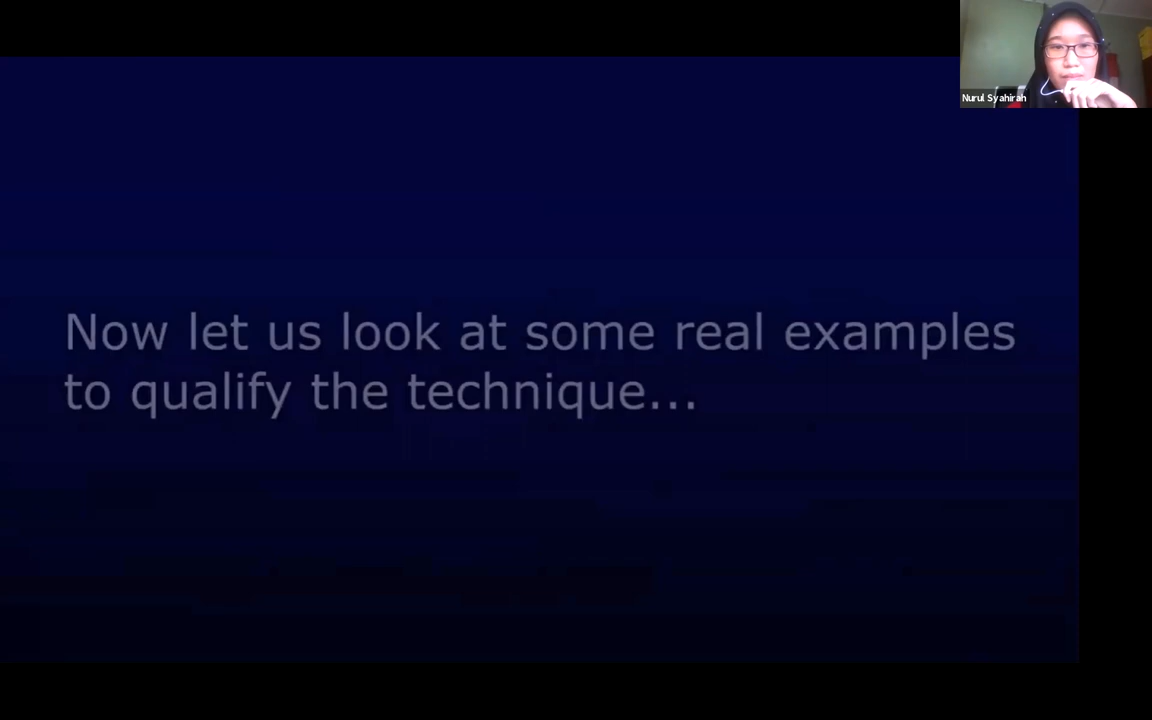 Nurul Syahirah
Now let us look at some real examples
to qualify the technique...